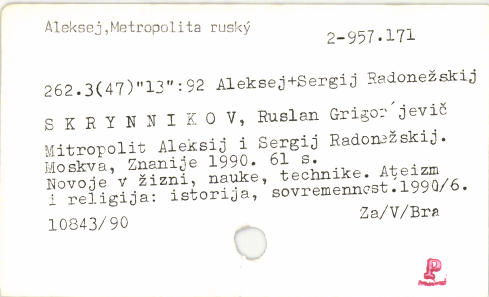 Aleksej,Metropolita ruský
2-957.171
262.3(47)"13":92 Aleksej+Sergij Radonežskij
S K R Y N N I K O V, Ruslan Grigor´jevič
Mitropolit Aleksij i Sergij Radonežskij.
Moskva, Znanije 1990. 61 s.
Novoje v žizni, nauke, technike. Ateizm
i religija: istorija, sovremennost.1990/6.
10843/90
Za/V/Bra
P